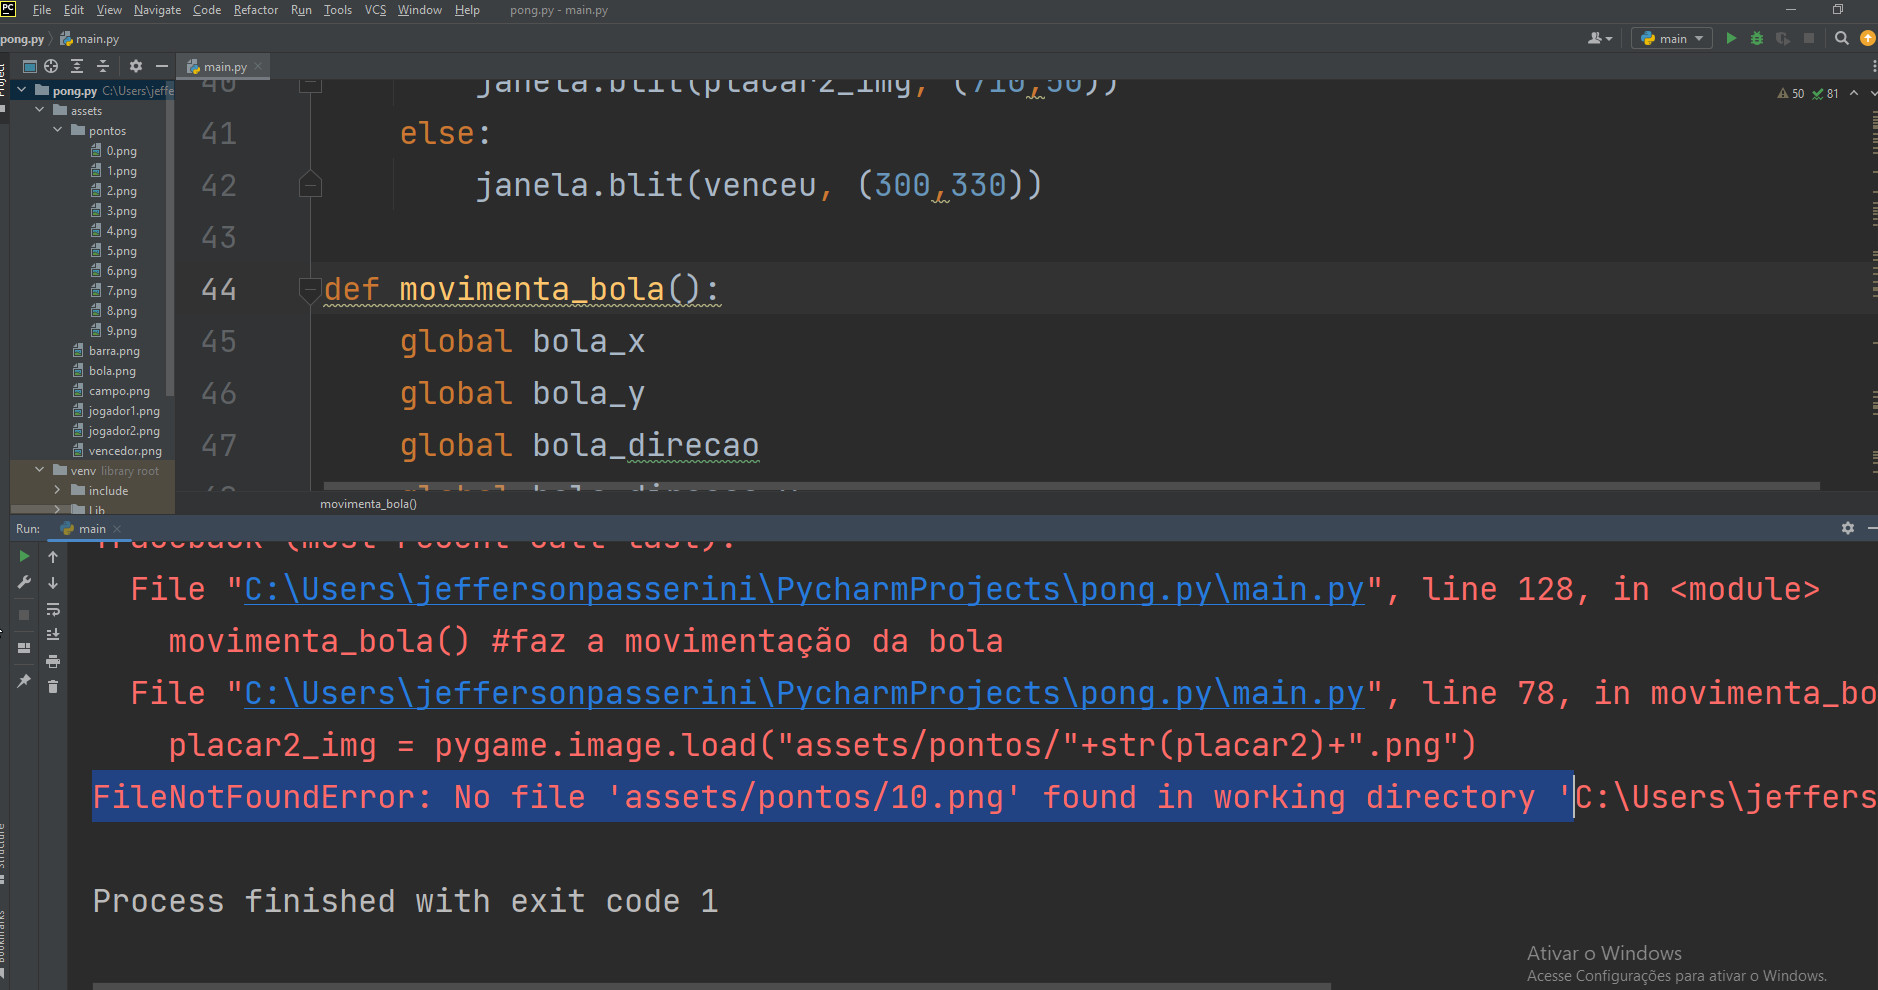 PC File Edit View Navigate Code Refactor Run Tools VCS Window Help pong.py - main.py
pong.py main.py
main
main.py
pong.py C:\Users\jeffe
assets
pontos
0.png
1.png
2.png
3.png
4.png
5.png
6.png
7.png
8.png
9.png
barra.png
bola.png
campo.png
jogador1.png
jogador2.png
vencedor.png
venv library root
include
Lib
50 81
40 janela.blit(placar2_img, (710,50))
41 else:
42 janela.blit(venceu, (300,330))
43
44 def movimenta_bola():
45 global bola_x
46 global bola_y
47 global bola_direcao
48 global
movimenta_bola()
Run: main
Traceback (most recent call last):
File "C:\Users\jeffersonpasserini\PycharmProjects\pong.py\main.py", line 128, in <module>
movimenta_bola() #faz a movimentação da bola
File "C:\Users\jeffersonpasserini\PycharmProjects\pong.py\main.py", line 78, in movimenta_bo
placar2_img = pygame.image.load("assets/pontos/"+str(placar2)+".png")
FileNotFoundError: No file 'assets/pontos/10.png' found in working directory 'C:\Users\jeffers
Process finished with exit code 1
Ativar o Windows
Acesse Configurações para ativar o Windows.
Bookmarks